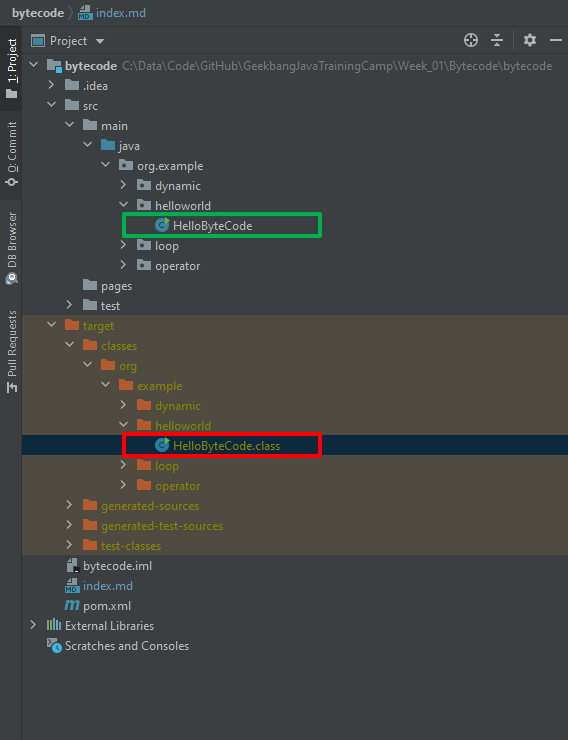 bytecode index.md
Project
1: Project
Q: Commit
DB Browser
Pull Requests
bytecode C:\Data\Code\GitHub\GeekbangJavaTrainingCamp\Week_01\Bytecode\bytecode
.idea
src
main
java
org.example
dynamic
helloworld
HelloByteCode
loop
operator
pages
test
target
classes
org
example
dynamic
helloworld
HelloByteCode.class
loop
operator
generated-sources
generated-test-sources
test-classes
bytecode.iml
index.md
pom.xml
External Libraries
Scratches and Consoles